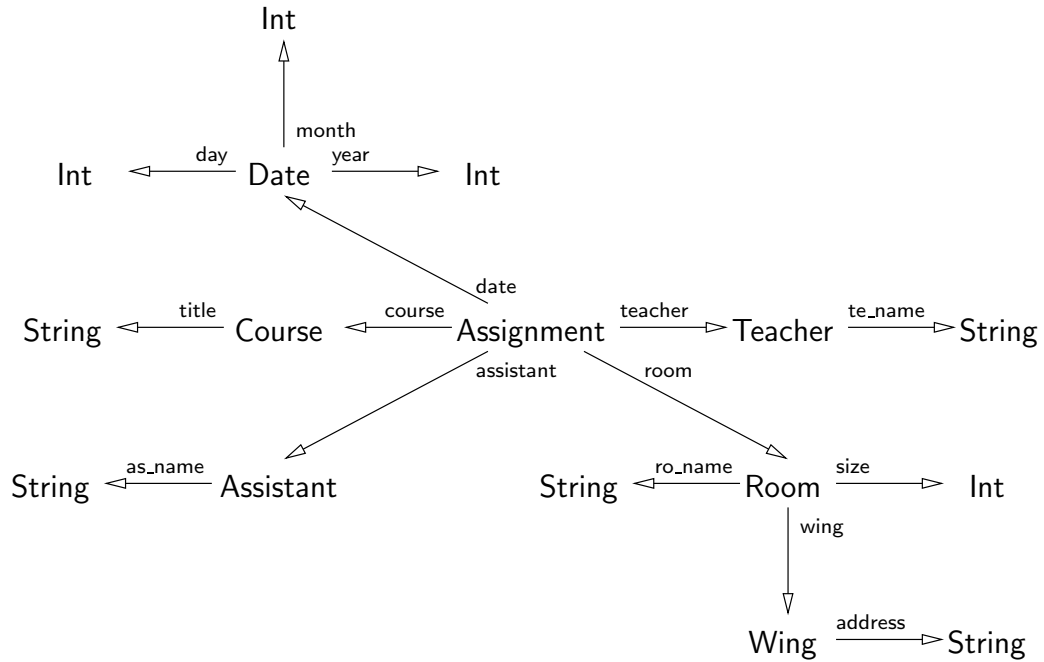 Int
month
day
year
Int
Date
Int
date
title
course
teacher
te_name
String
Course
Assignment
Teacher
String
assistant
room
as_name
ro_name
size
String
Assistant
String
Room
Int
wing
address
Wing
String